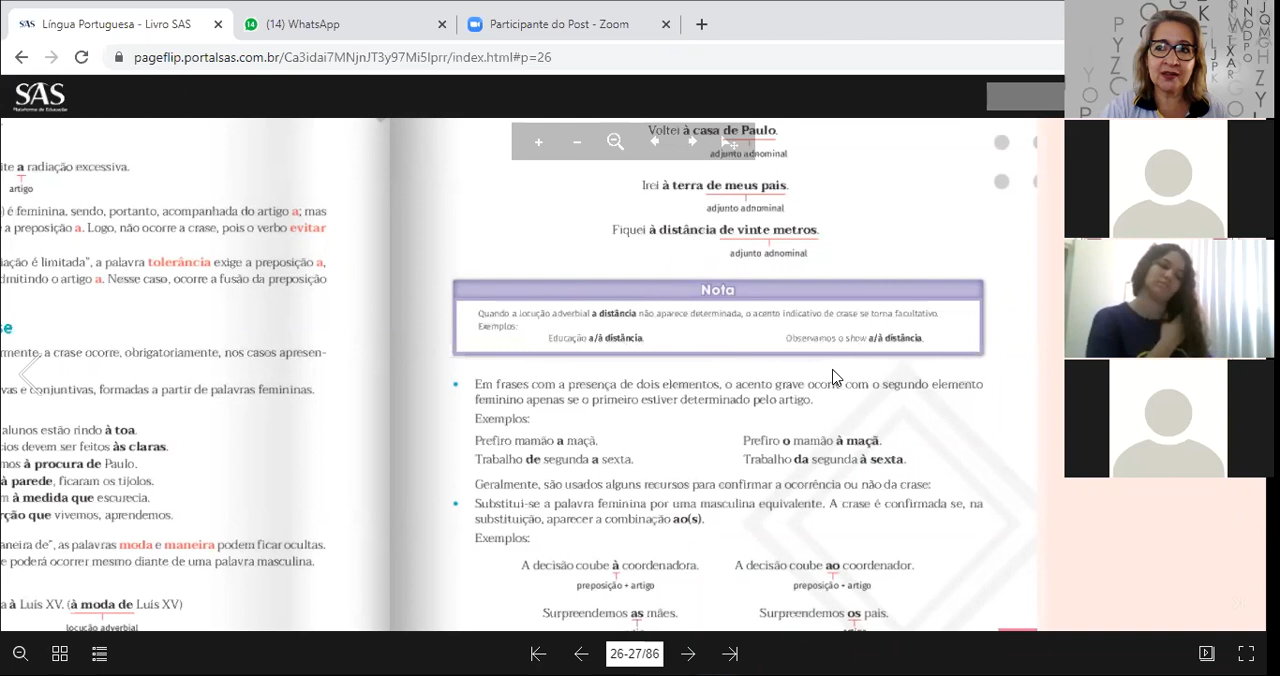 SAS Língua Portuguesa - Livro SAS
14 (14) WhatsApp
Participante do Post - Zoom
pageflip.portalsas.com.br/Ca3idai7MNjnJT3y97Mi5lprr/index.html#p=26
SAS
Plataforma de Educação
ite a radiação excessiva.
artigo
) é feminina, sendo, portanto, acompanhada do artigo a; mas
e a preposição a. Logo, não ocorre a crase, pois o verbo evitar
iação é limitada", a palavra tolerância exige a preposição a,
dmitindo o artigo a. Nesse caso, ocorre a fusão da preposição
se
rmente, a crase ocorre, obrigatoriamente, nos casos apresen-
vas e conjuntivas, formadas a partir de palavras femininas.
alunos estão rindo à toa.
cios devem ser feitos às claras.
mos à procura de Paulo.
à parede, ficaram os tijolos.
m à medida que escurecia.
rção que vivemos, aprendemos.
aneira de", as palavras moda e maneira podem ficar ocultas.
e poderá ocorrer mesmo diante de uma palavra masculina.
a à Luís XV. (à moda de Luís XV)
locução adverbial
Voltei à casa de Paulo.
adjunto adnominal
Irei à terra de meus pais.
adjunto adnominal
Fiquei à distância de vinte metros.
adjunto adnominal
Nota
Quando a locução adverbial a distância não aparece determinada, o acento indicativo de crase se torna facultativo.
Exemplos:
Educação a/à distância. Observamos o show a/à distância.
• Em frases com a presença de dois elementos, o acento grave ocorre com o segundo elemento
feminino apenas se o primeiro estiver determinado pelo artigo.
Exemplos:
Prefiro mamão a maçã. Prefiro o mamão à maçã.
Trabalho de segunda a sexta. Trabalho da segunda à sexta.
Geralmente, são usados alguns recursos para confirmar a ocorrência ou não da crase:
• Substitui-se a palavra feminina por uma masculina equivalente. A crase é confirmada se, na
substituição, aparecer a combinação ao(s).
Exemplos:
A decisão coube à coordenadora. A decisão coube ao coordenador.
preposição + artigo preposição + artigo
Surpreendemos as mães. Surpreendemos os pais.
26-27/86